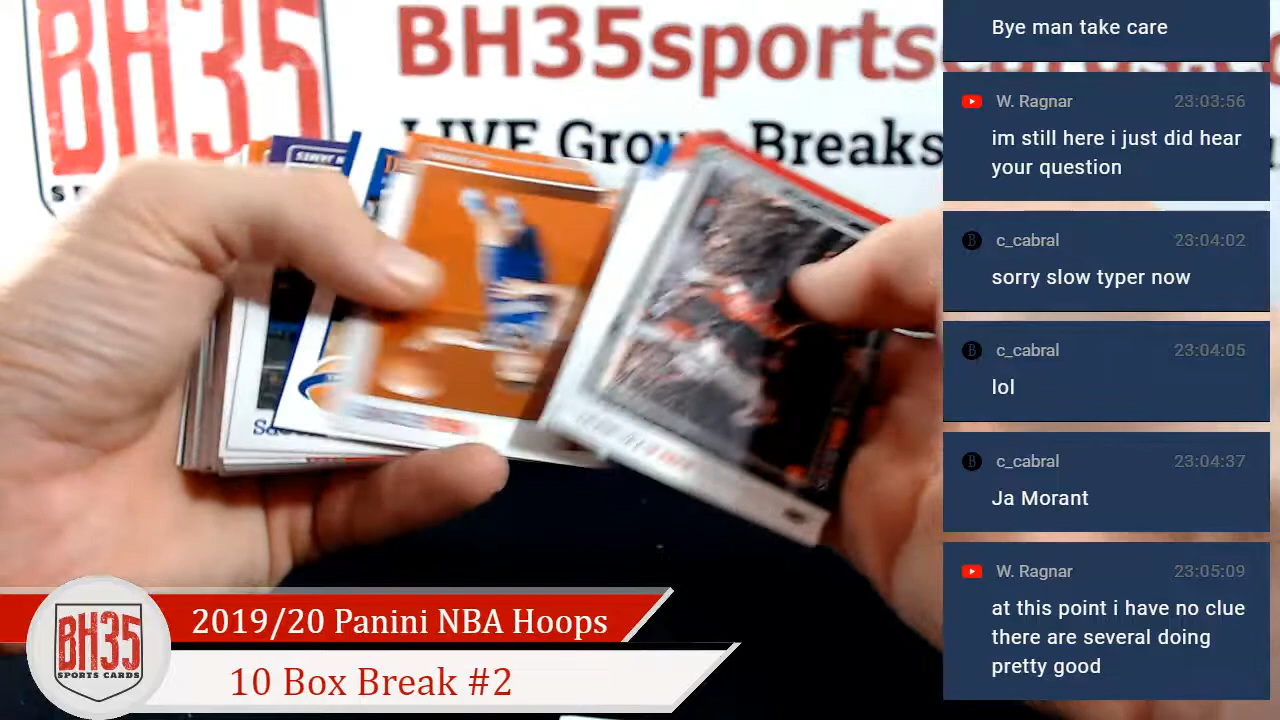 BH35
BH35sports
LIVE Group Breaks
Bye man take care
W. Ragnar 23:03:56
im still here i just did hear
your question
c_cabral 23:04:02
sorry slow typer now
c_cabral 23:04:05
lol
c_cabral 23:04:37
Ja Morant
W. Ragnar 23:05:09
at this point i have no clue
there are several doing
pretty good
2019/20 Panini NBA Hoops
10 Box Break #2
BH35
SPORTS CARDS